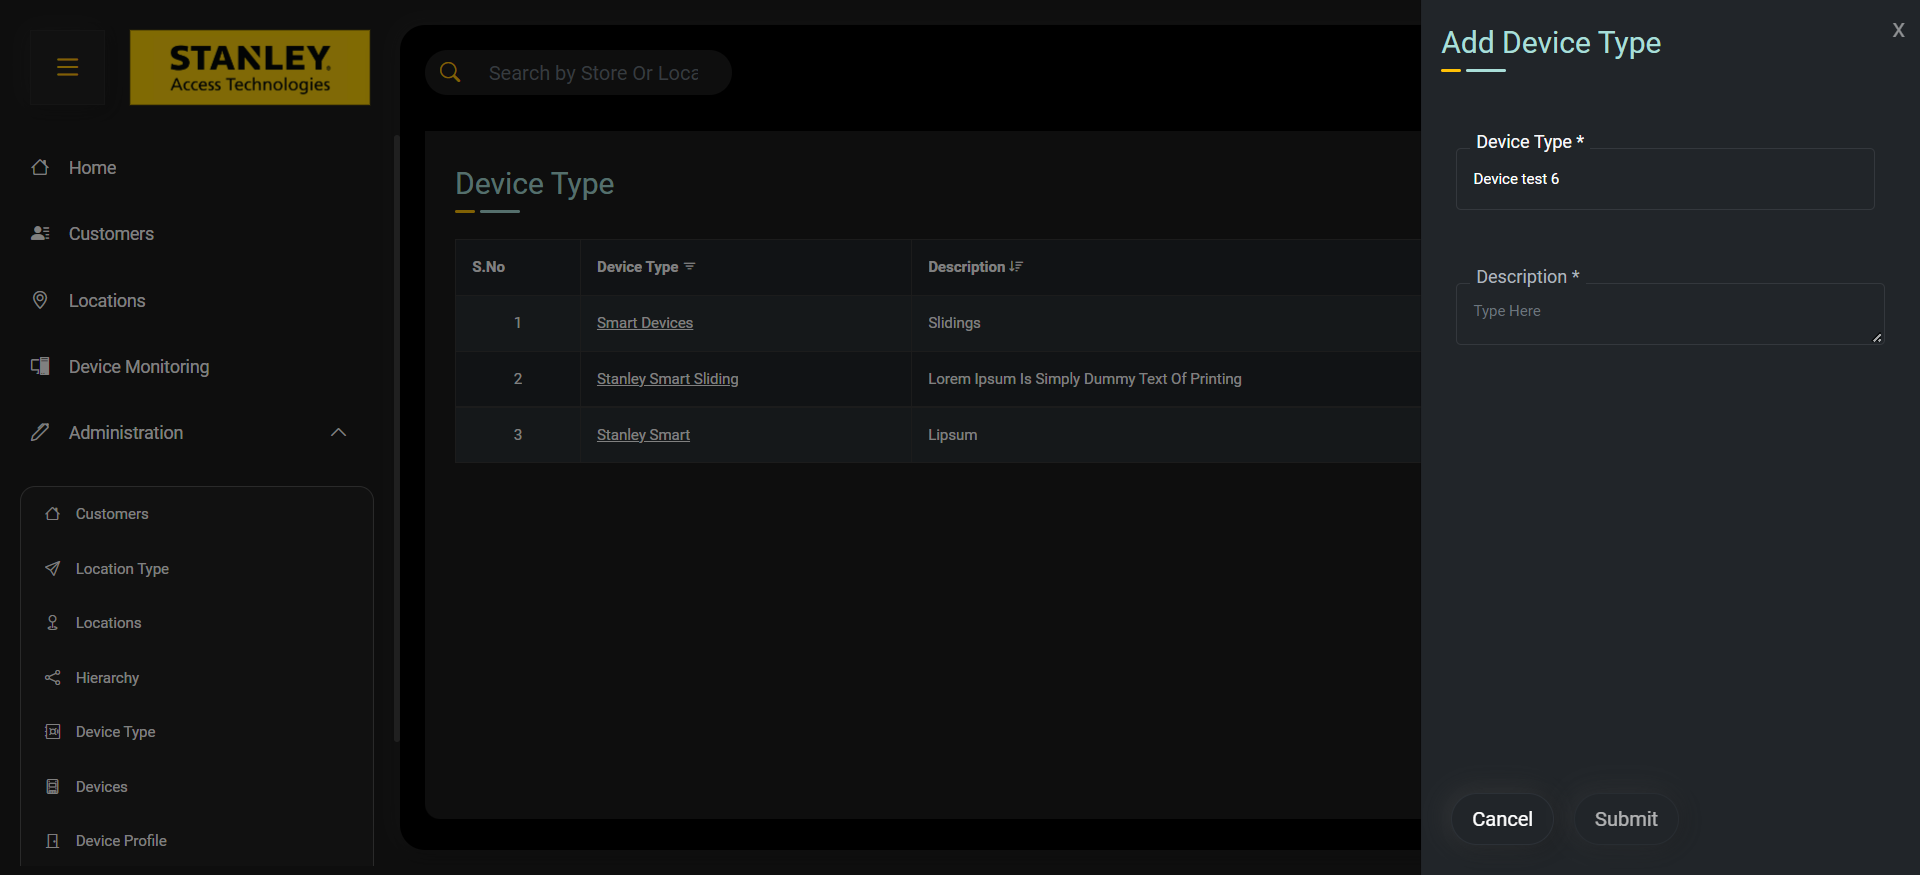 STANLEY.
Access Technologies
Home
Customers
Locations
Device Monitoring
Administration
Customers
Location Type
Locations
Hierarchy
Device Type
Devices
Device Profile
Search by Store Or Loca
Device Type
S.No Device Type Description
1 Smart Devices Slidings
2 Stanley Smart Sliding Lorem Ipsum Is Simply Dummy Text Of Printing
3 Stanley Smart Lipsum
X
Add Device Type
Device Type *
Device test 6
Description *
Type Here
Cancel Submit